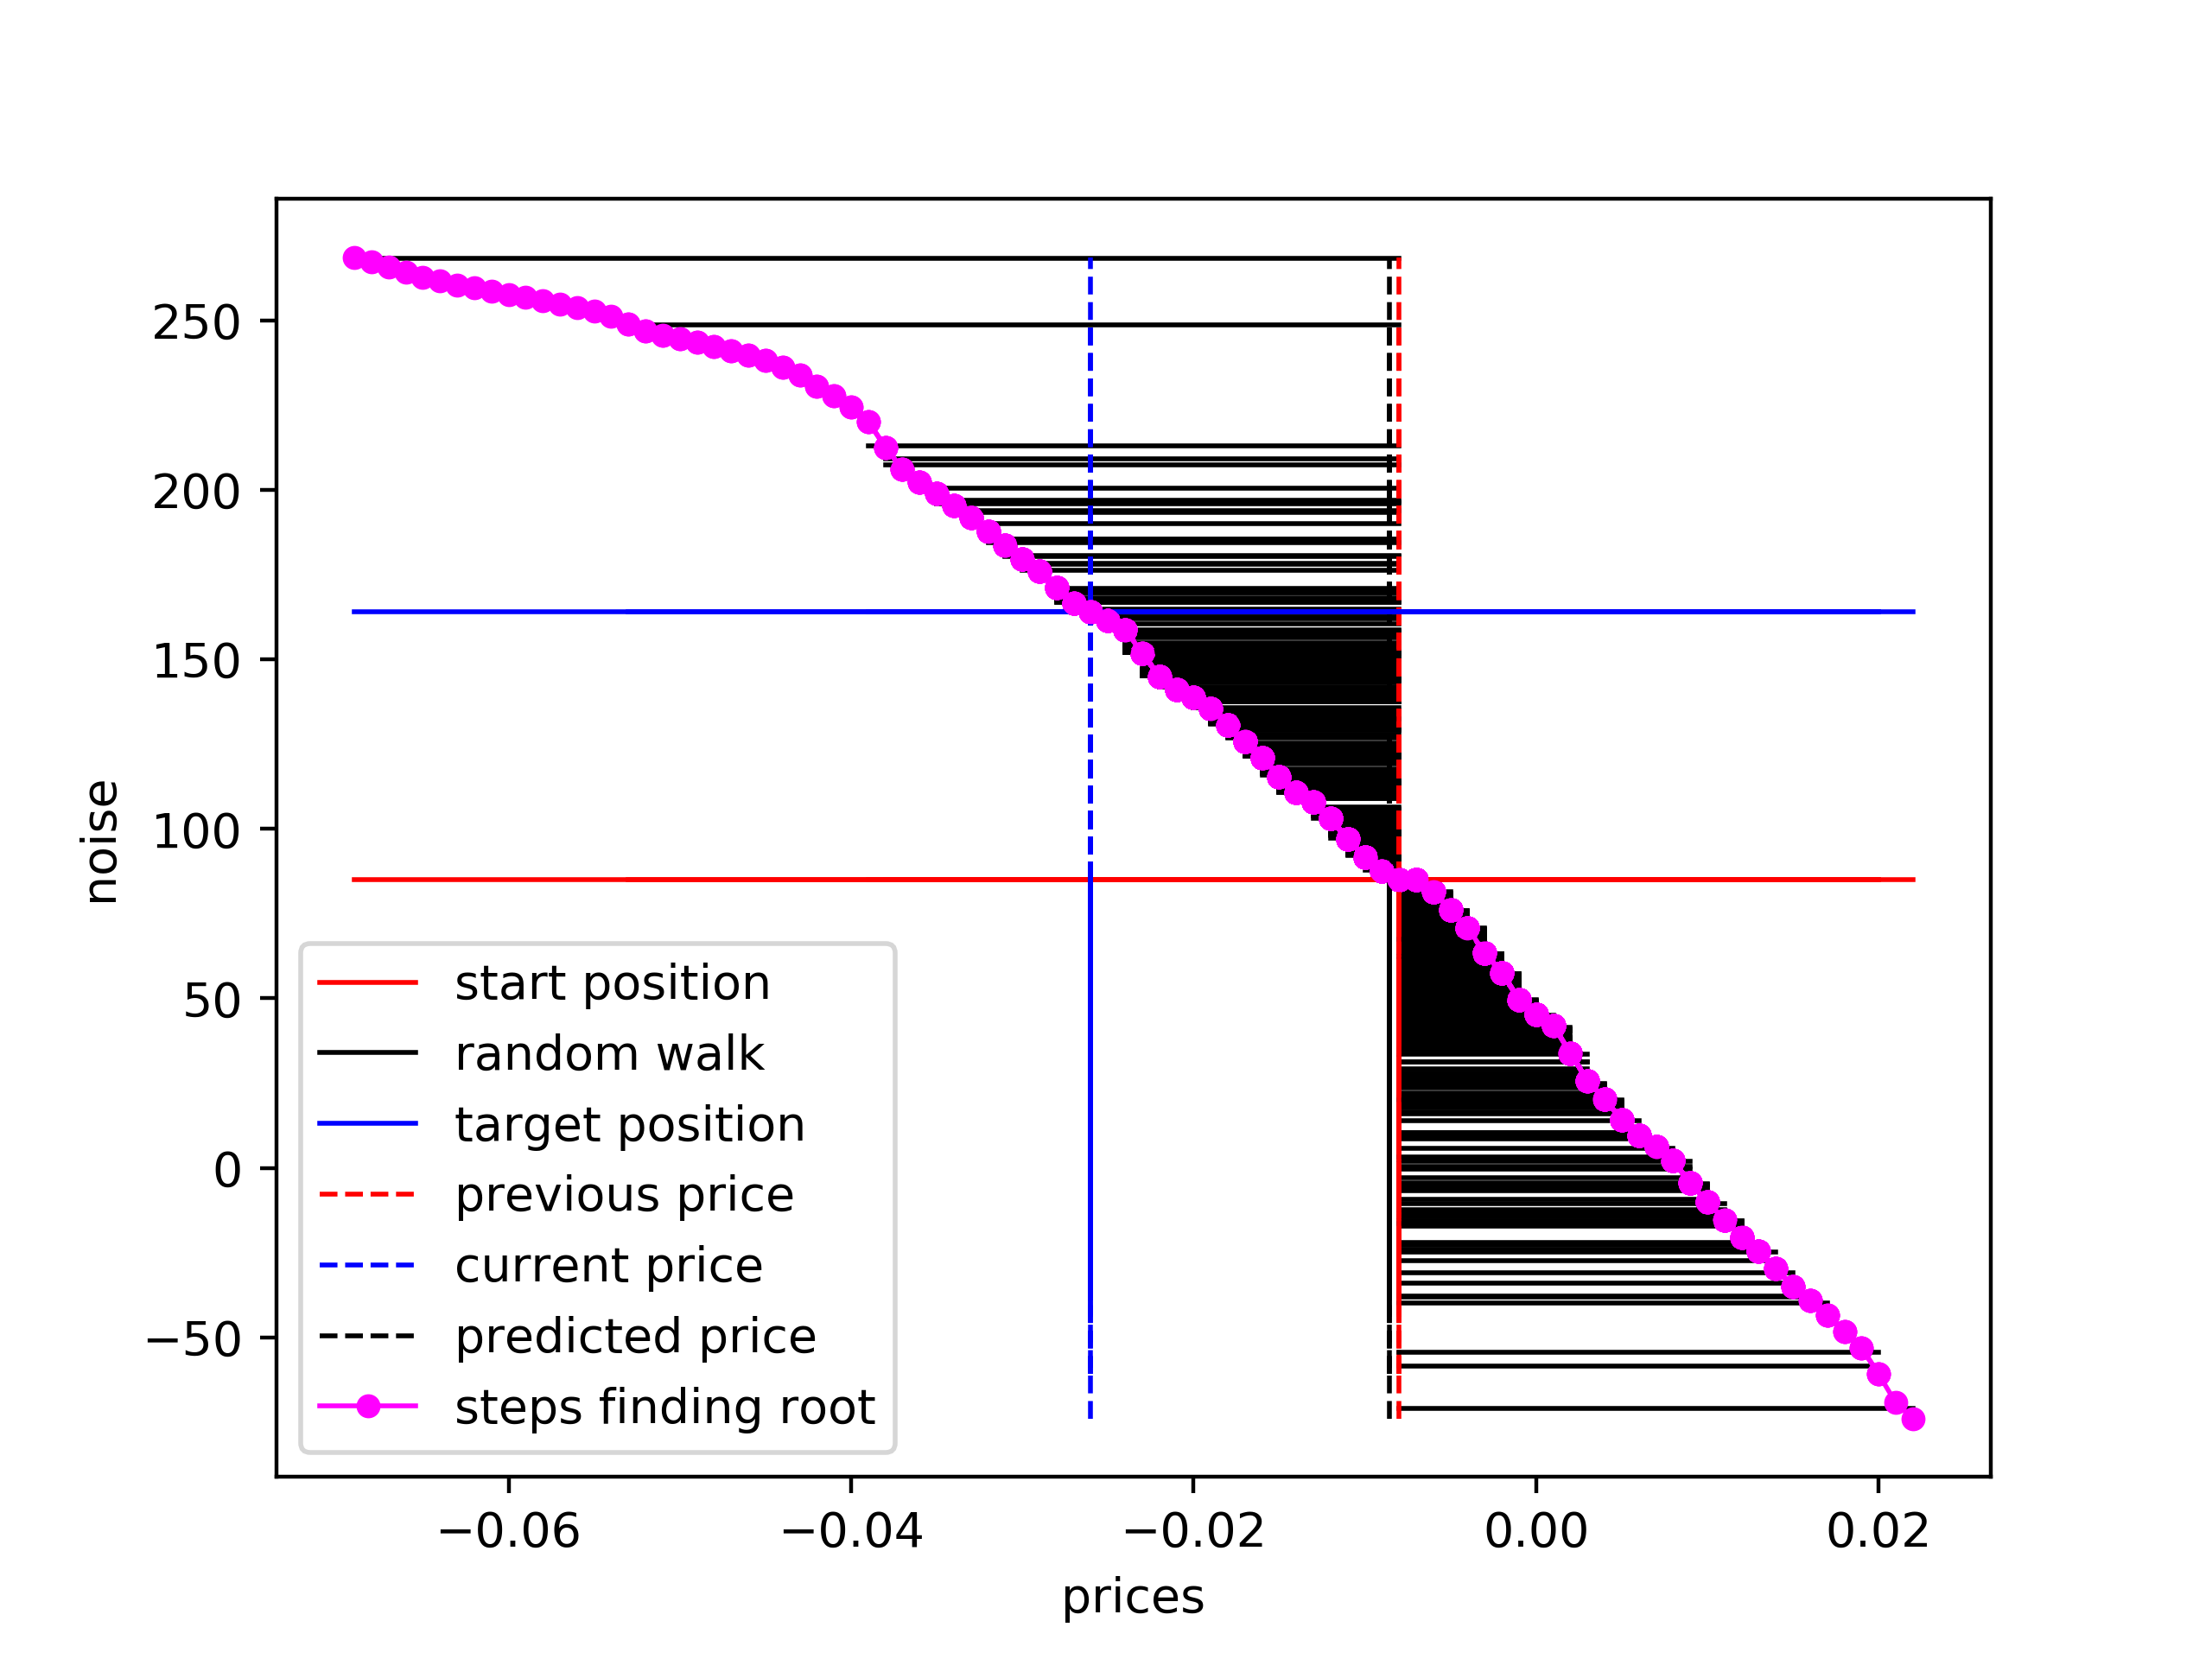 250
200
150
100
50
0
−50
noise
start position
random walk
target position
previous price
current price
predicted price
steps finding root
−0.06 −0.04 −0.02 0.00 0.02
prices